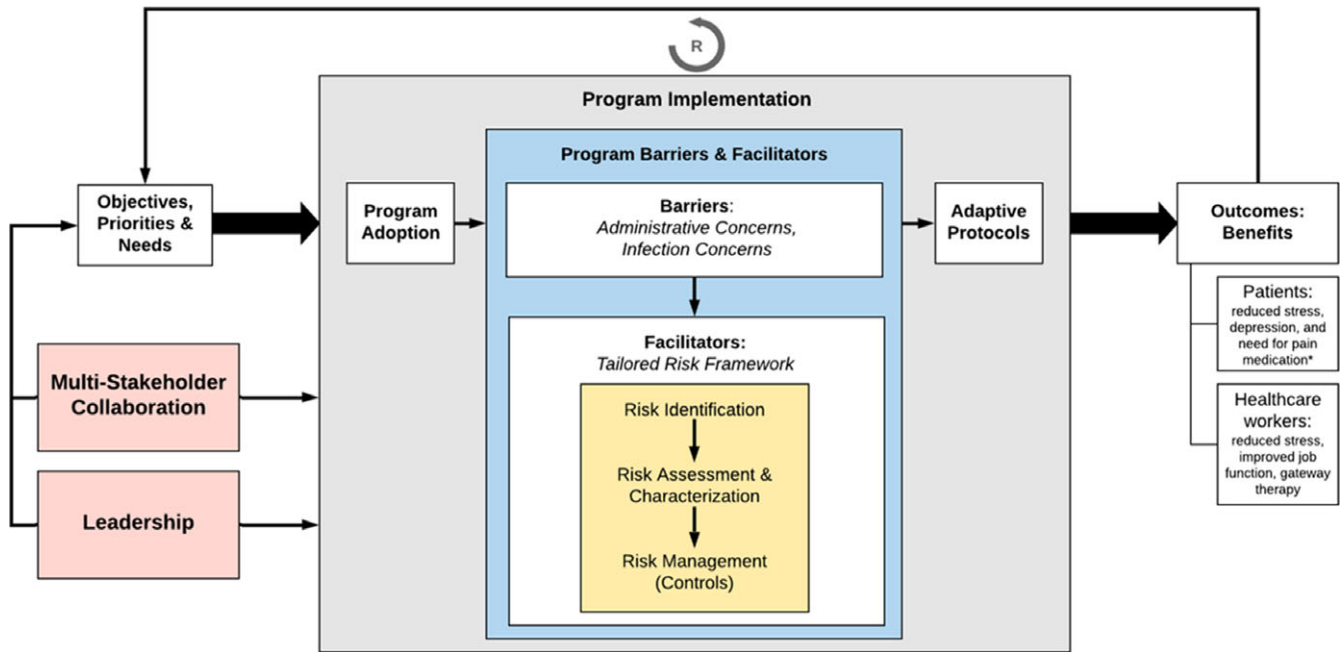 R
Program Implementation
Program Barriers & Facilitators
Objectives,
Priorities &
Needs
Program
Adoption
Barriers:
Administrative Concerns,
Infection Concerns
Adaptive
Protocols
Outcomes:
Benefits
Patients:
reduced stress,
depression, and
need for pain
medication*
Healthcare
workers:
reduced stress,
improved job
function, gateway
therapy
Facilitators:
Tailored Risk Framework
Risk Identification
Risk Assessment &
Characterization
Risk Management
(Controls)
Multi-Stakeholder
Collaboration
Leadership